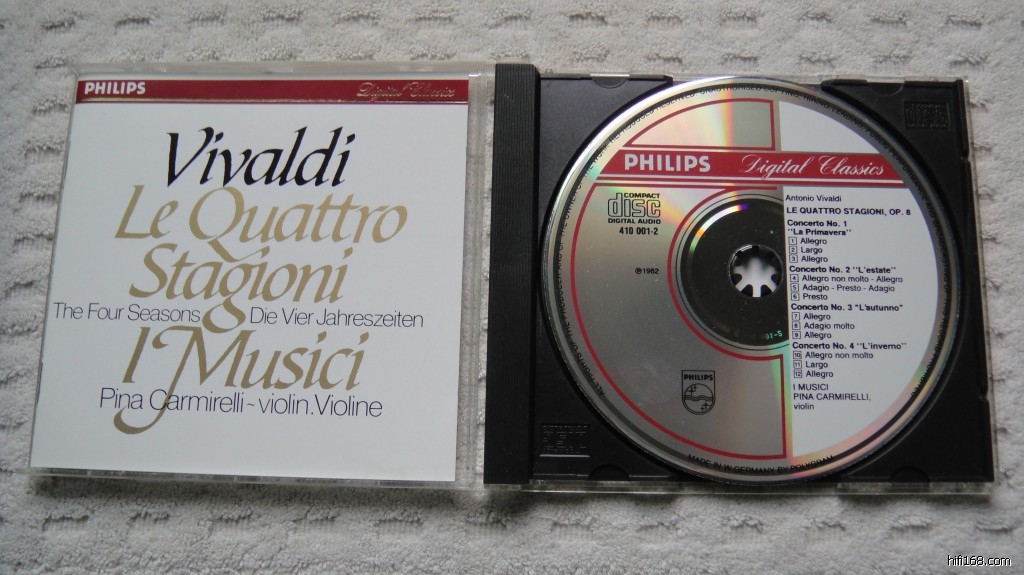 PHILIPS
Digital Classics
Vivaldi
Le Quattro
Stagioni
The Four Seasons
Die Vier Jahreszeiten
I Musici
Pina Carmirelli~violin.Violine
PHILIPS
Digital Classics
COMPACT
disc
DIGITAL AUDIO
410 001-2
℗1982
PHILIPS
Antonio Vivaldi
LE QUATTRO STAGIONI, OP. 8
Concerto No. 1
"La Primavera"
1 Allegro
2 Largo
3 Allegro
Concerto No. 2 "L'estate"
4 Allegro non molto - Allegro
5 Adagio - Presto - Adagio
6 Presto
Concerto No. 3 "L'autunno"
7 Allegro
8 Adagio molto
9 Allegro
Concerto No. 4 "L'inverno"
10 Allegro non molto
11 Largo
12 Allegro
I MUSICI
PINA CARMIRELLI,
violin
MADE IN W. GERMANY BY POLYGRAM
hifi168.com